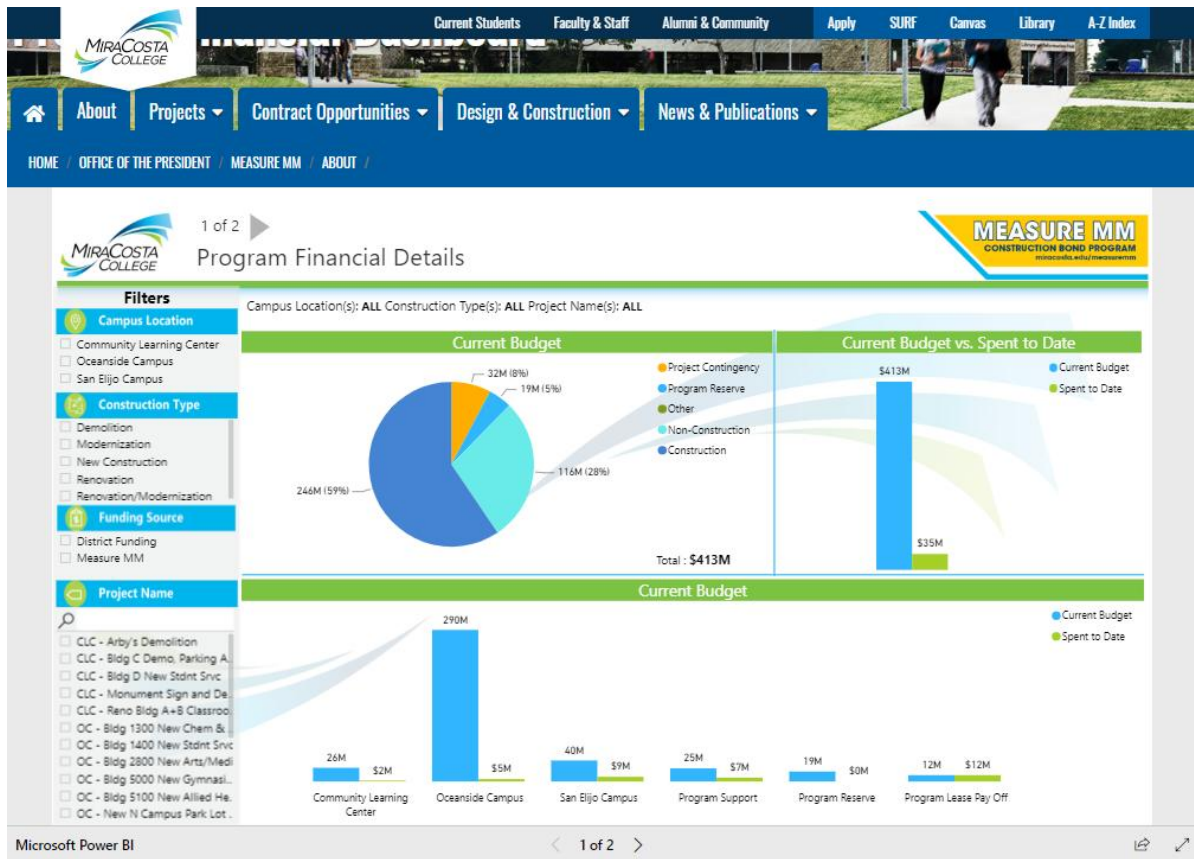 MIRACOSTA
COLLEGE
Current Students Faculty & Staff Alumni & Community Apply SURF Canvas Library A-Z Index
Financial Dashboard
About Projects Contract Opportunities Design & Construction News & Publications
HOME / OFFICE OF THE PRESIDENT / MEASURE MM / ABOUT /
MIRACOSTA
COLLEGE
1 of 2
Program Financial Details
MEASURE MM
CONSTRUCTION BOND PROGRAM
miracosta.edu/measuremm
Filters
Campus Location(s): ALL Construction Type(s): ALL Project Name(s): ALL
Campus Location
Community Learning Center
Oceanside Campus
San Elijo Campus
Construction Type
Demolition
Modernization
New Construction
Renovation
Renovation/Modernization
Funding Source
District Funding
Measure MM
Project Name
CLC - Arby's Demolition
CLC - Bldg C Demo, Parking A.
CLC - Bldg D New Stdnt Srvc
CLC - Monument Sign and De.
CLC - Reno Bldg A+B Classroo.
OC - Bldg 1300 New Chem &
OC - Bldg 1400 New Stdnt Srvc
OC - Bldg 2800 New Arts/Medi
OC - Bldg 5000 New Gymnasi..
OC - Bldg 5100 New Allied He.
OC - New N Campus Park Lot .
Current Budget
32M (8%)
19M (5%)
116M (28%)
246M (59%)
Project Contingency
Program Reserve
Other
Non-Construction
Construction
Total : $413M
Current Budget vs. Spent to Date
$413M
$35M
Current Budget
Spent to Date
Current Budget
Current Budget
Spent to Date
26M $2M
290M $5M
40M $9M
25M $7M
19M $0M
12M $12M
Community Learning Center
Oceanside Campus
San Elijo Campus
Program Support
Program Reserve
Program Lease Pay Off
Microsoft Power BI
1 of 2